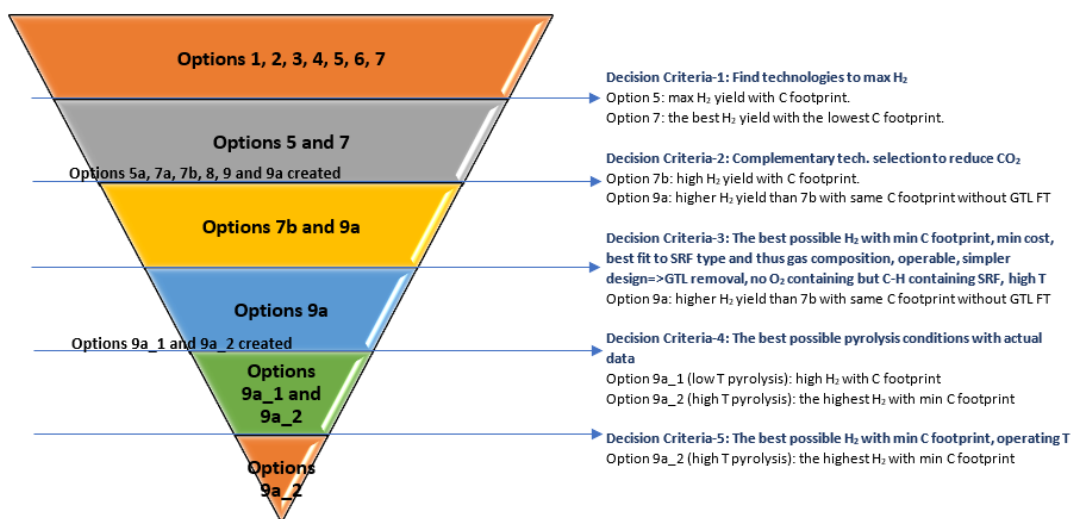 Options 1, 2, 3, 4, 5, 6, 7
Decision Criteria-1: Find technologies to max H₂
Option 5: max H₂ yield with C footprint.
Option 7: the best H₂ yield with the lowest C footprint.
Options 5 and 7
Options 5a, 7a, 7b, 8, 9 and 9a created
Decision Criteria-2: Complementary tech. selection to reduce CO₂
Option 7b: high H₂ yield with C footprint.
Option 9a: higher H₂ yield than 7b with same C footprint without GTL FT
Options 7b and 9a
Decision Criteria-3: The best possible H₂ with min C footprint, min cost,
best fit to SRF type and thus gas composition, operable, simpler
design=>GTL removal, no O₂ containing but C-H containing SRF, high T
Option 9a: higher H₂ yield than 7b with same C footprint without GTL FT
Options 9a
Options 9a_1 and 9a_2 created
Decision Criteria-4: The best possible pyrolysis conditions with actual
data
Option 9a_1 (low T pyrolysis): high H₂ with C footprint
Option 9a_2 (high T pyrolysis): the highest H₂ with min C footprint
Options
9a_1 and
9a_2
Decision Criteria-5: The best possible H₂ with min C footprint, operating T
Option 9a_2 (high T pyrolysis): the highest H₂ with min C footprint
Options
9a_2